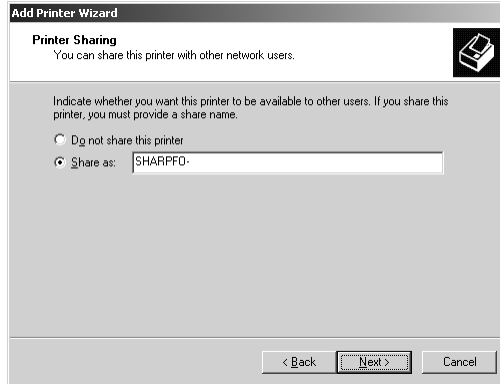 Add Printer Wizard
Printer Sharing
You can share this printer with other network users.
Indicate whether you want this printer to be available to other users. If you share this
printer, you must provide a share name.
Do not share this printer
Share as: SHARPFO-
< Back Next > Cancel